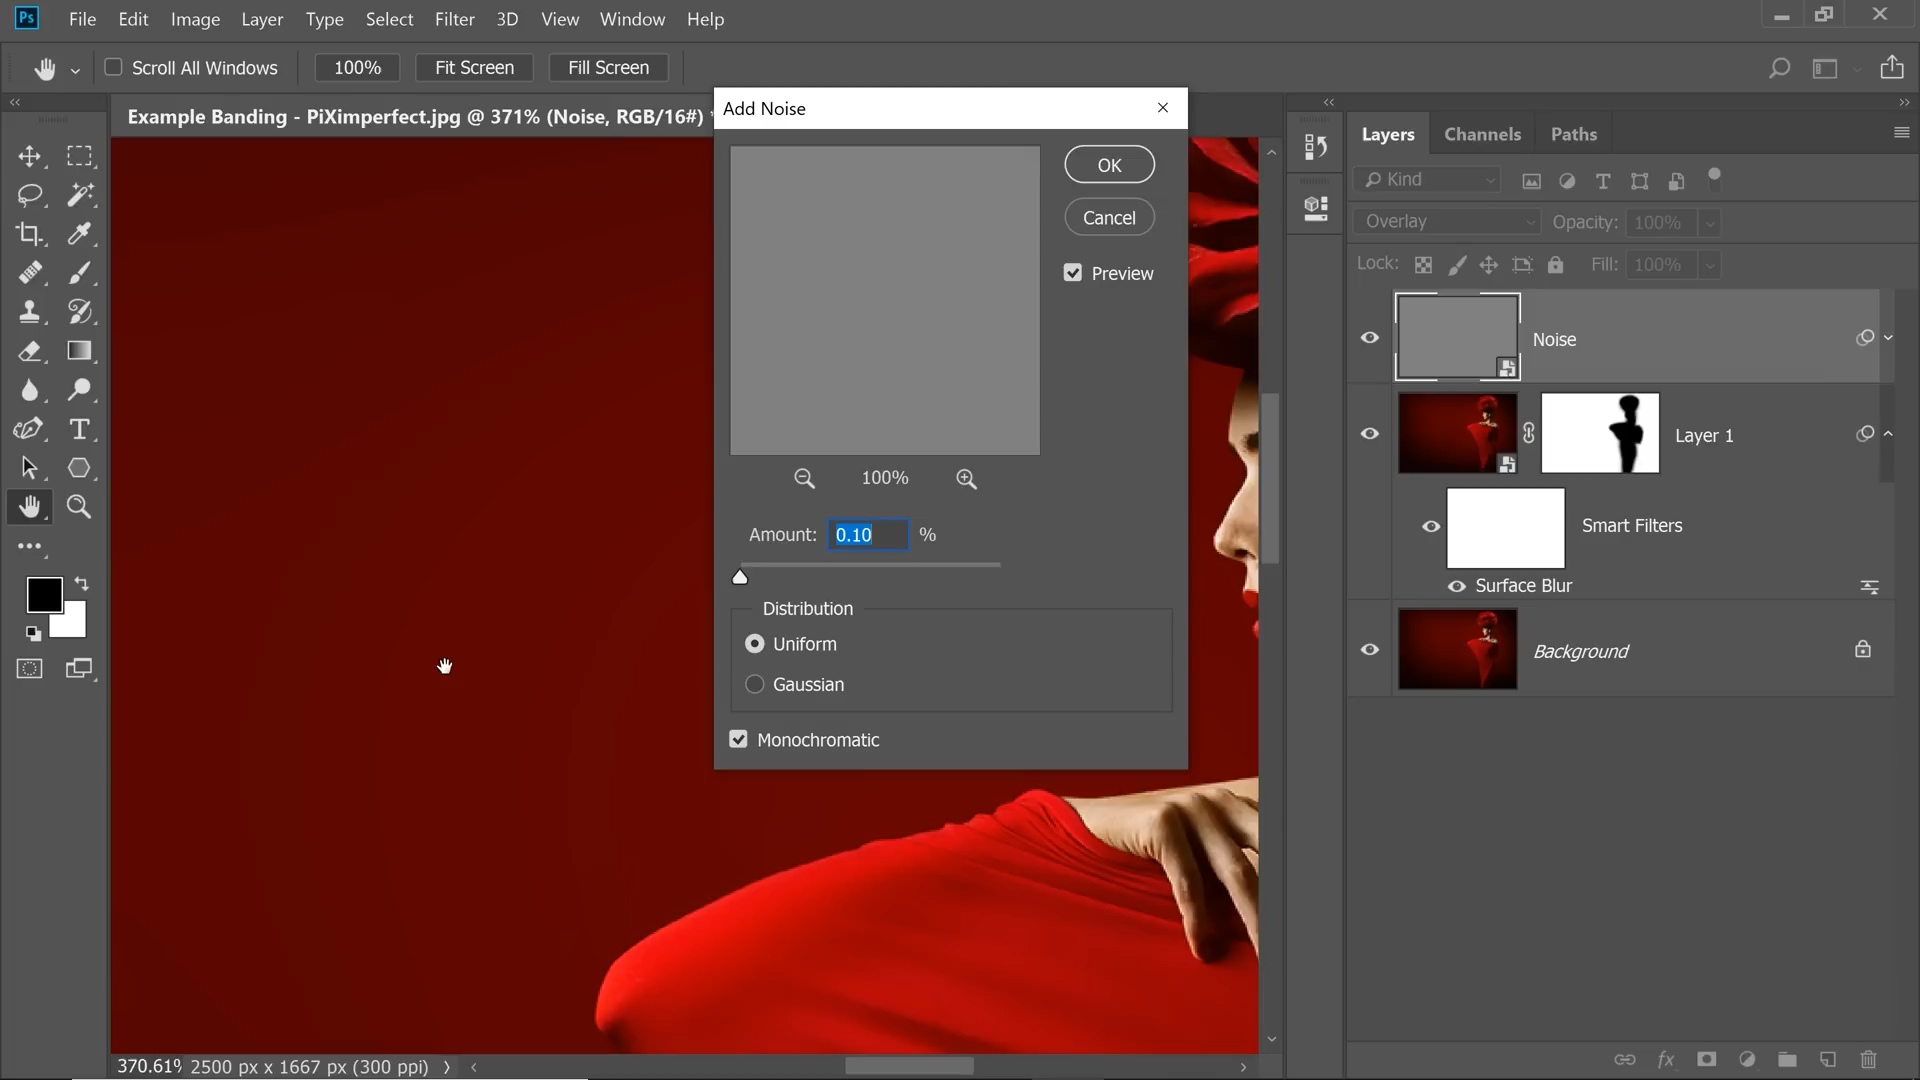 Ps File Edit Image Layer Type Select Filter 3D View Window Help
Scroll All Windows 100% Fit Screen Fill Screen
Example Banding - PiXimperfect.jpg @ 371% (Noise, RGB/16#) *
Add Noise
OK
Cancel
Preview
100%
Amount: 0.10 %
Distribution
Uniform
Gaussian
Monochromatic
Layers Channels Paths
Kind
Overlay Opacity: 100%
Lock: Fill: 100%
Noise
Layer 1
Smart Filters
Surface Blur
Background
370.61% 2500 px x 1667 px (300 ppi)